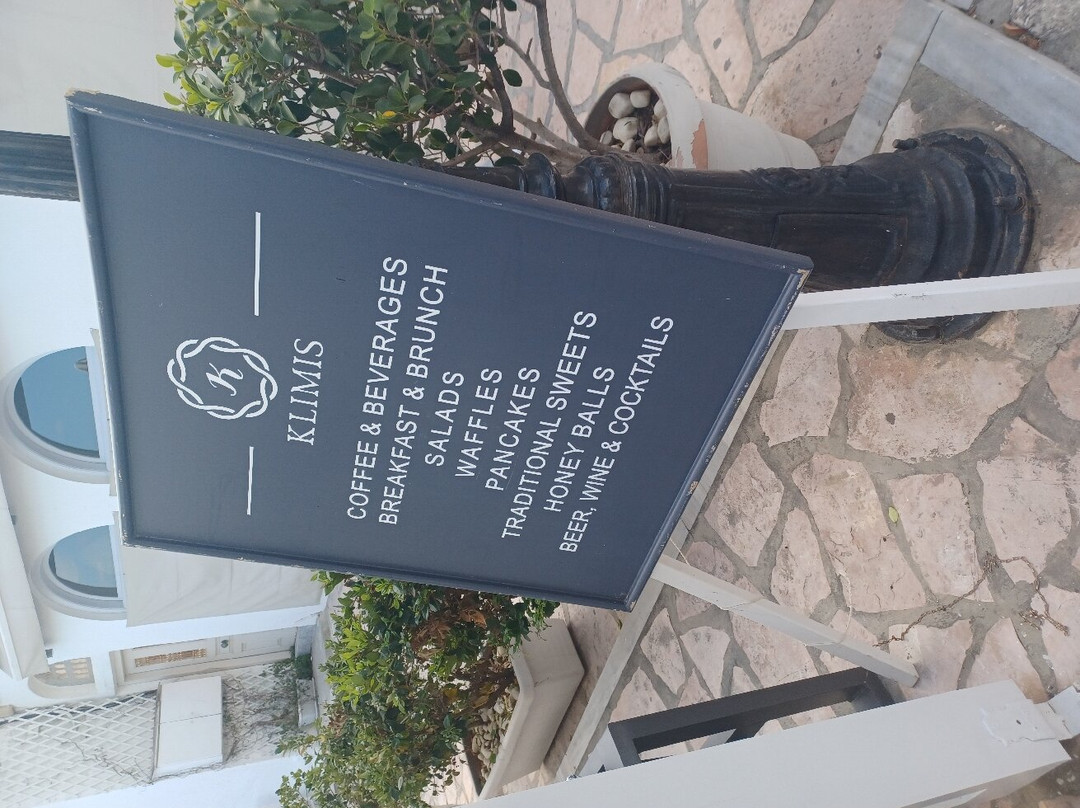 K
KLIMIS
COFFEE & BEVERAGES
BREAKFAST & BRUNCH
SALADS
WAFFLES
PANCAKES
TRADITIONAL SWEETS
HONEY BALLS
BEER, WINE & COCKTAILS